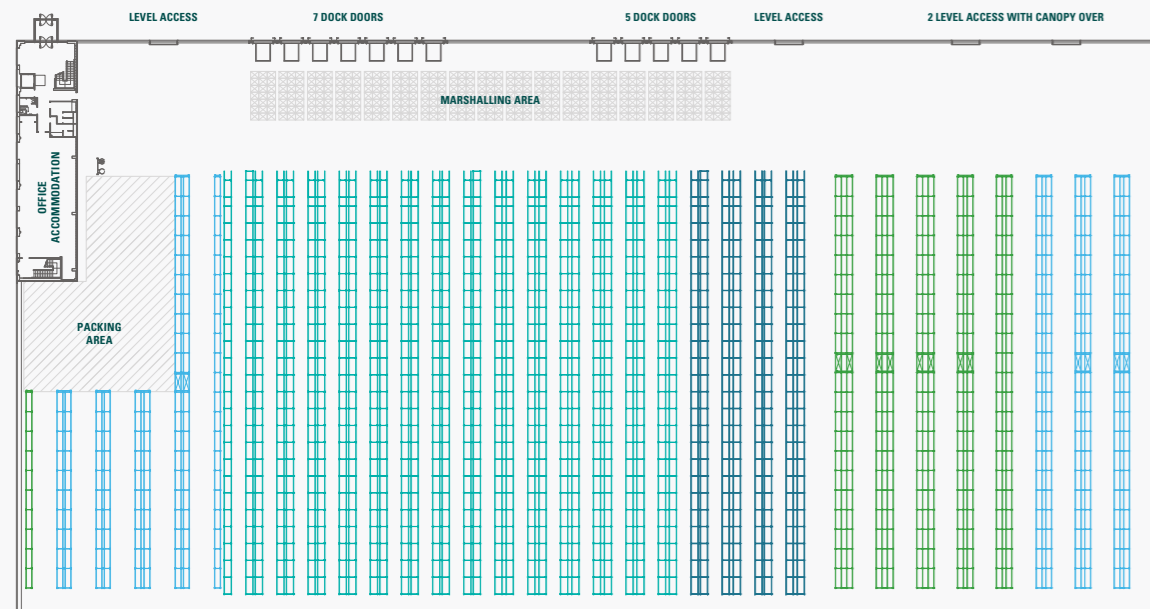 LEVEL ACCESS
7 DOCK DOORS
5 DOCK DOORS
LEVEL ACCESS
2 LEVEL ACCESS WITH CANOPY OVER
MARSHALLING AREA
OFFICE
ACCOMMODATION
PACKING
AREA